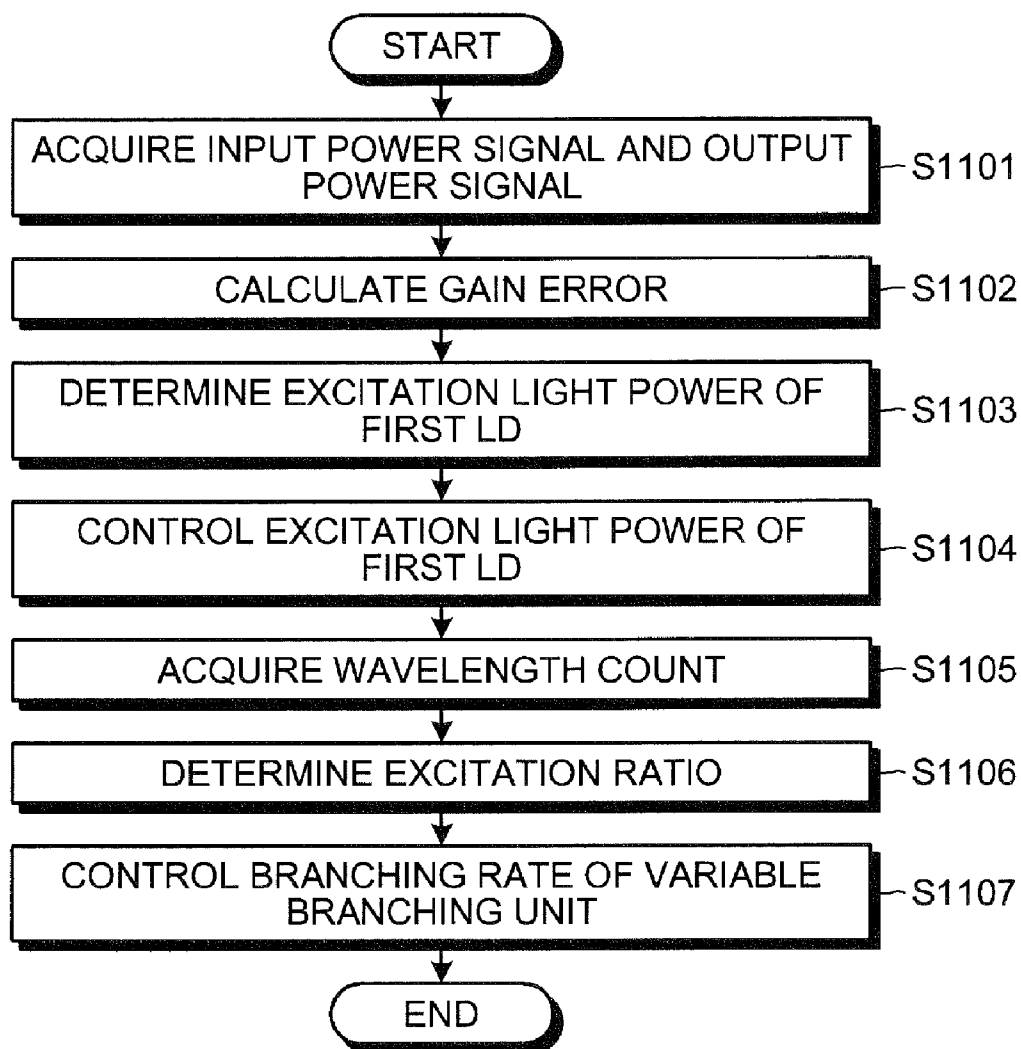 START
ACQUIRE INPUT POWER SIGNAL AND OUTPUT
POWER SIGNAL
S1101
CALCULATE GAIN ERROR
S1102
DETERMINE EXCITATION LIGHT POWER OF
FIRST LD
S1103
CONTROL EXCITATION LIGHT POWER OF
FIRST LD
S1104
ACQUIRE WAVELENGTH COUNT
S1105
DETERMINE EXCITATION RATIO
S1106
CONTROL BRANCHING RATE OF VARIABLE
BRANCHING UNIT
S1107
END